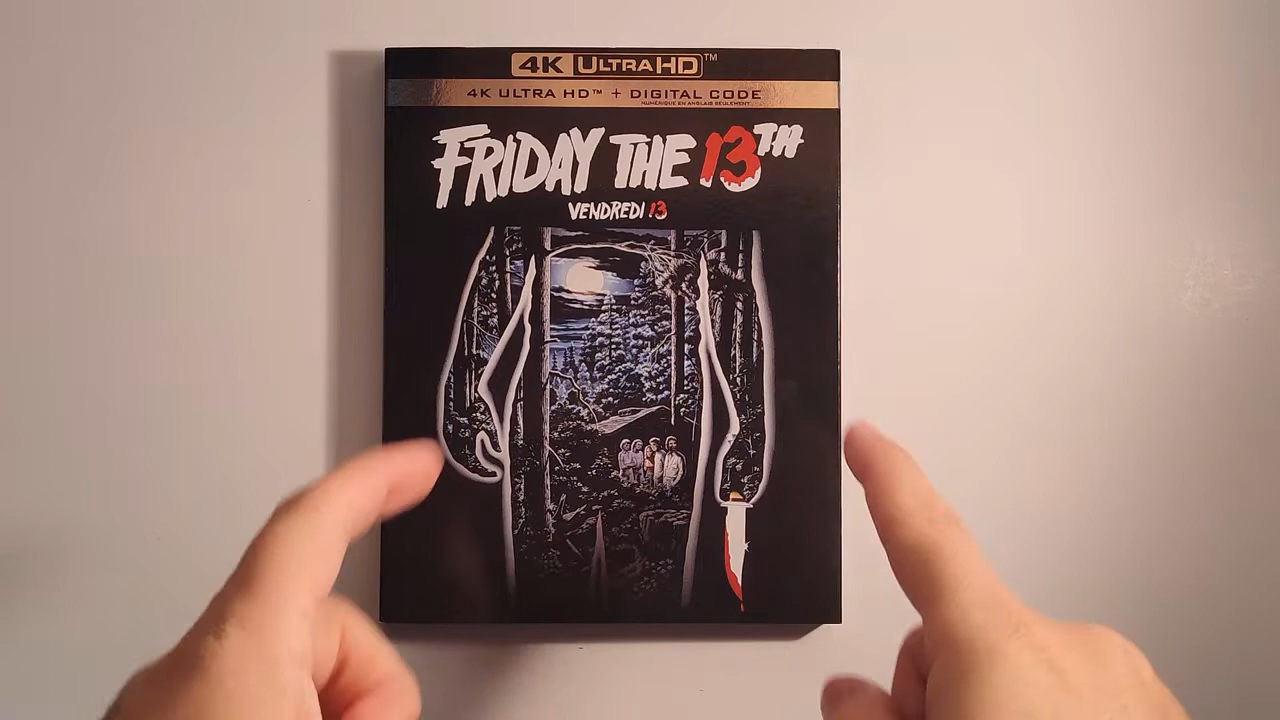 4K ULTRA HD™
4K ULTRA HD™ + DIGITAL CODE
NUMÉRIQUE EN ANGLAIS SEULEMENT
FRIDAY THE 13TH
VENDREDI 13